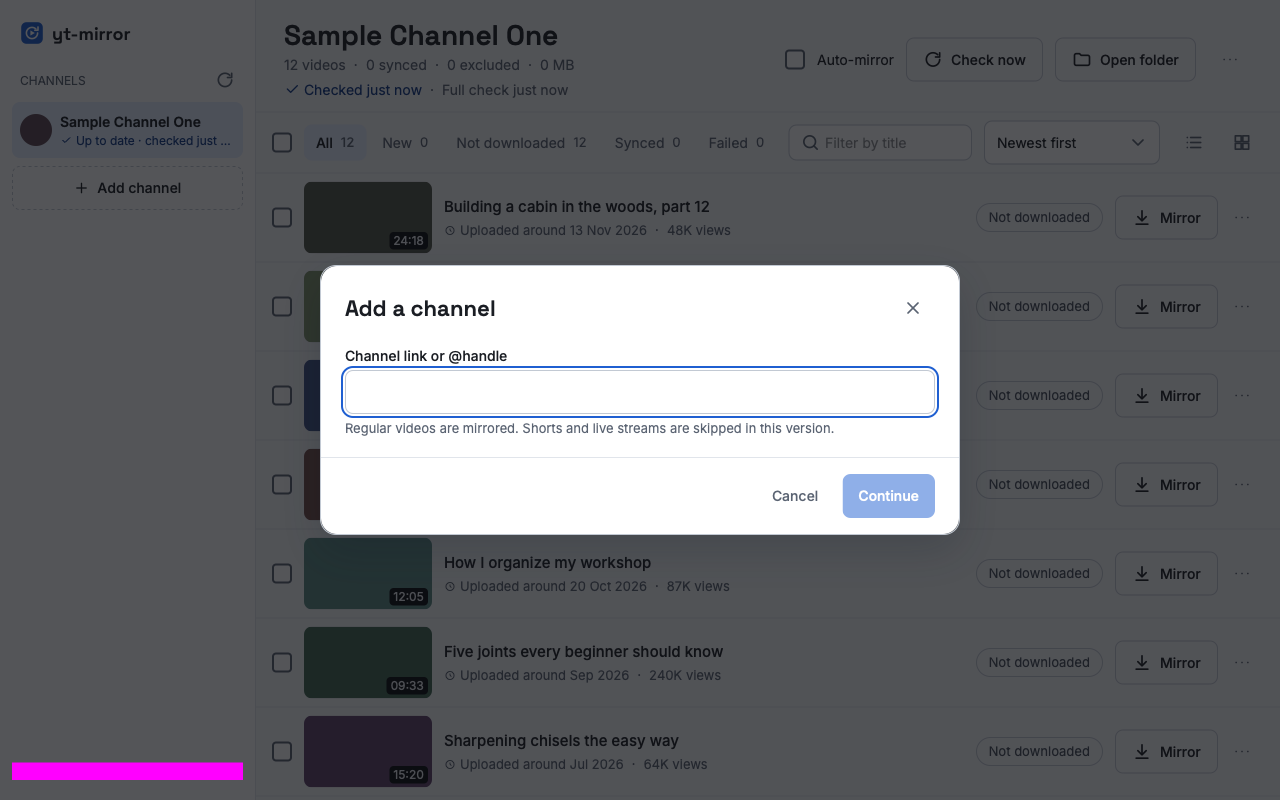 yt-mirror
CHANNELS
Sample Channel One
Up to date · checked just ...
Add channel
Sample Channel One
12 videos · 0 synced · 0 excluded · 0 MB
Checked just now · Full check just now
Auto-mirror
Check now
Open folder
All 12
New 0
Not downloaded 12
Synced 0
Failed 0
Filter by title
Newest first
24:18
Building a cabin in the woods, part 12
Uploaded around 13 Nov 2026 · 48K views
Not downloaded
Mirror
Not downloaded
Mirror
Not downloaded
Mirror
Not downloaded
Mirror
Add a channel
Channel link or @handle
Regular videos are mirrored. Shorts and live streams are skipped in this version.
Cancel
Continue
12:05
How I organize my workshop
Uploaded around 20 Oct 2026 · 87K views
Not downloaded
Mirror
09:33
Five joints every beginner should know
Uploaded around Sep 2026 · 240K views
Not downloaded
Mirror
15:20
Sharpening chisels the easy way
Uploaded around Jul 2026 · 64K views
Not downloaded
Mirror